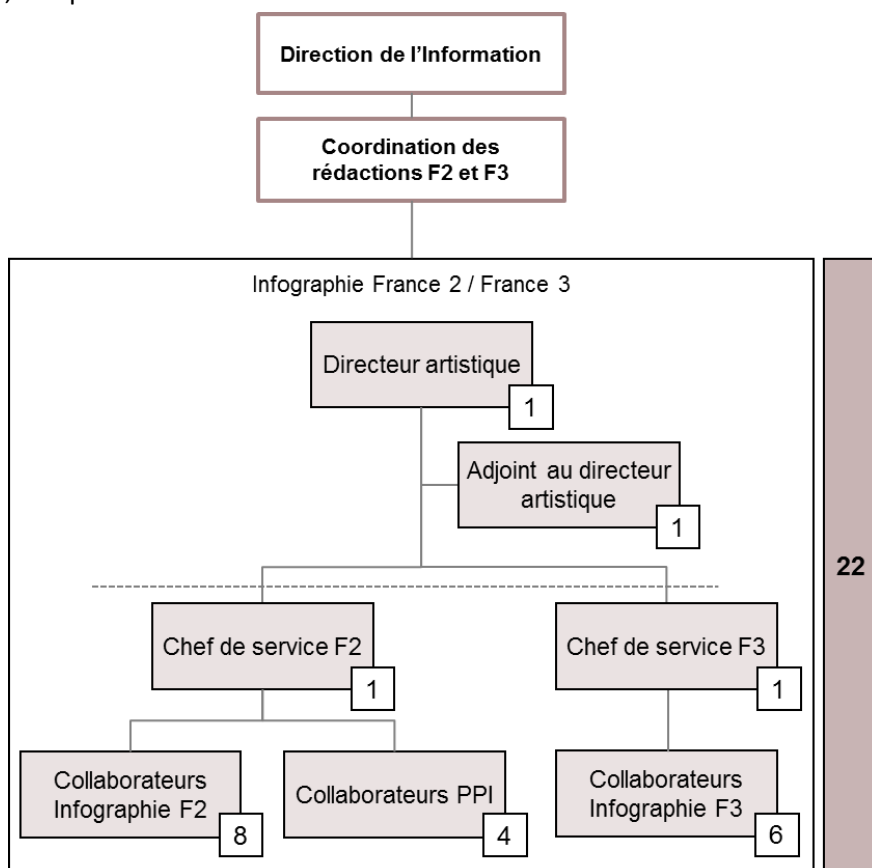 Direction de l'Information
Coordination des
rédactions F2 et F3
Infographie France 2 / France 3
Directeur artistique
1
Adjoint au directeur
artistique
1
22
Chef de service F2
1
Chef de service F3
1
Collaborateurs
Infographie F2
8
Collaborateurs PPI
4
Collaborateurs
Infographie F3
6